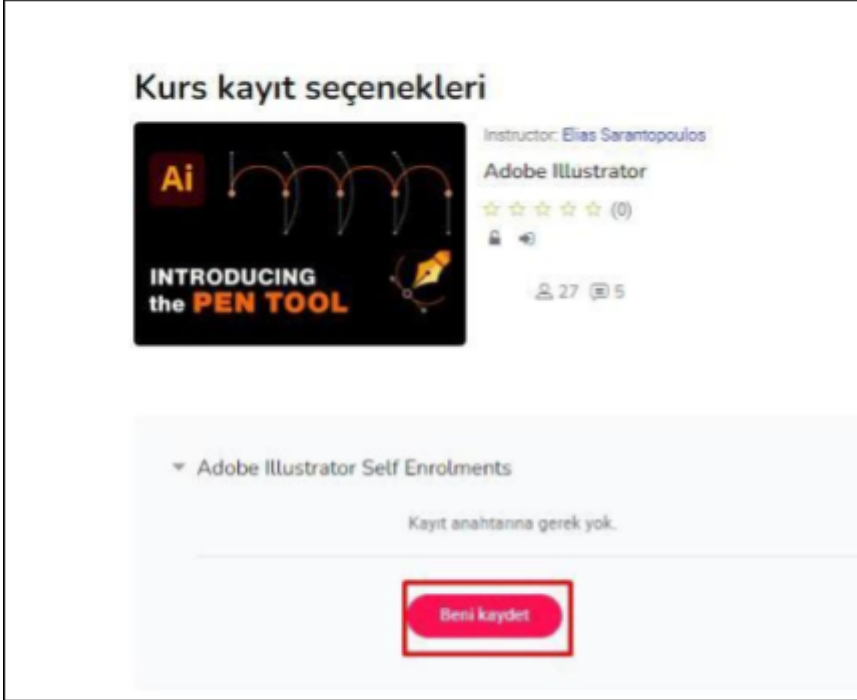 Kurs kayıt seçenekleri
Ai
INTRODUCING
the PEN TOOL
Instructor: Elias Sarantopoulos
Adobe Illustrator
(0)
27 5
Adobe Illustrator Self Enrolments
Kayıt anahtarına gerek yok.
Beni kaydet